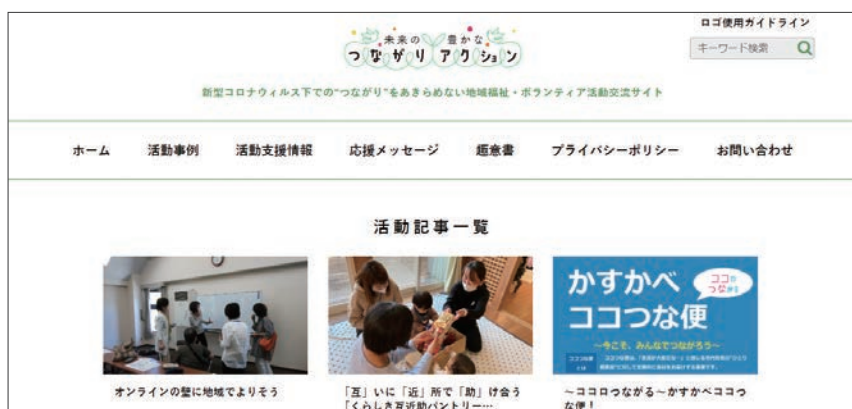 ロゴ使用ガイドライン
未来の豊かな
つながりアクション
キーワード検索
新型コロナウィルス下での"つながり"をあきらめない地域福祉・ボランティア活動交流サイト
ホーム 活動事例 活動支援情報 応援メッセージ 趣意書 プライバシーポリシー お問い合わせ
活動記事一覧
かすかべ
ココつな便
ココロつながる
～今こそ、みんなでつながろう～
ココつな便
とは
オンラインの壁に地域でよりそう
「互」いに「近」所で「助」け合う
「くらしき互近助パントリー…
～ココロつながる～かすかべココつ
な便！